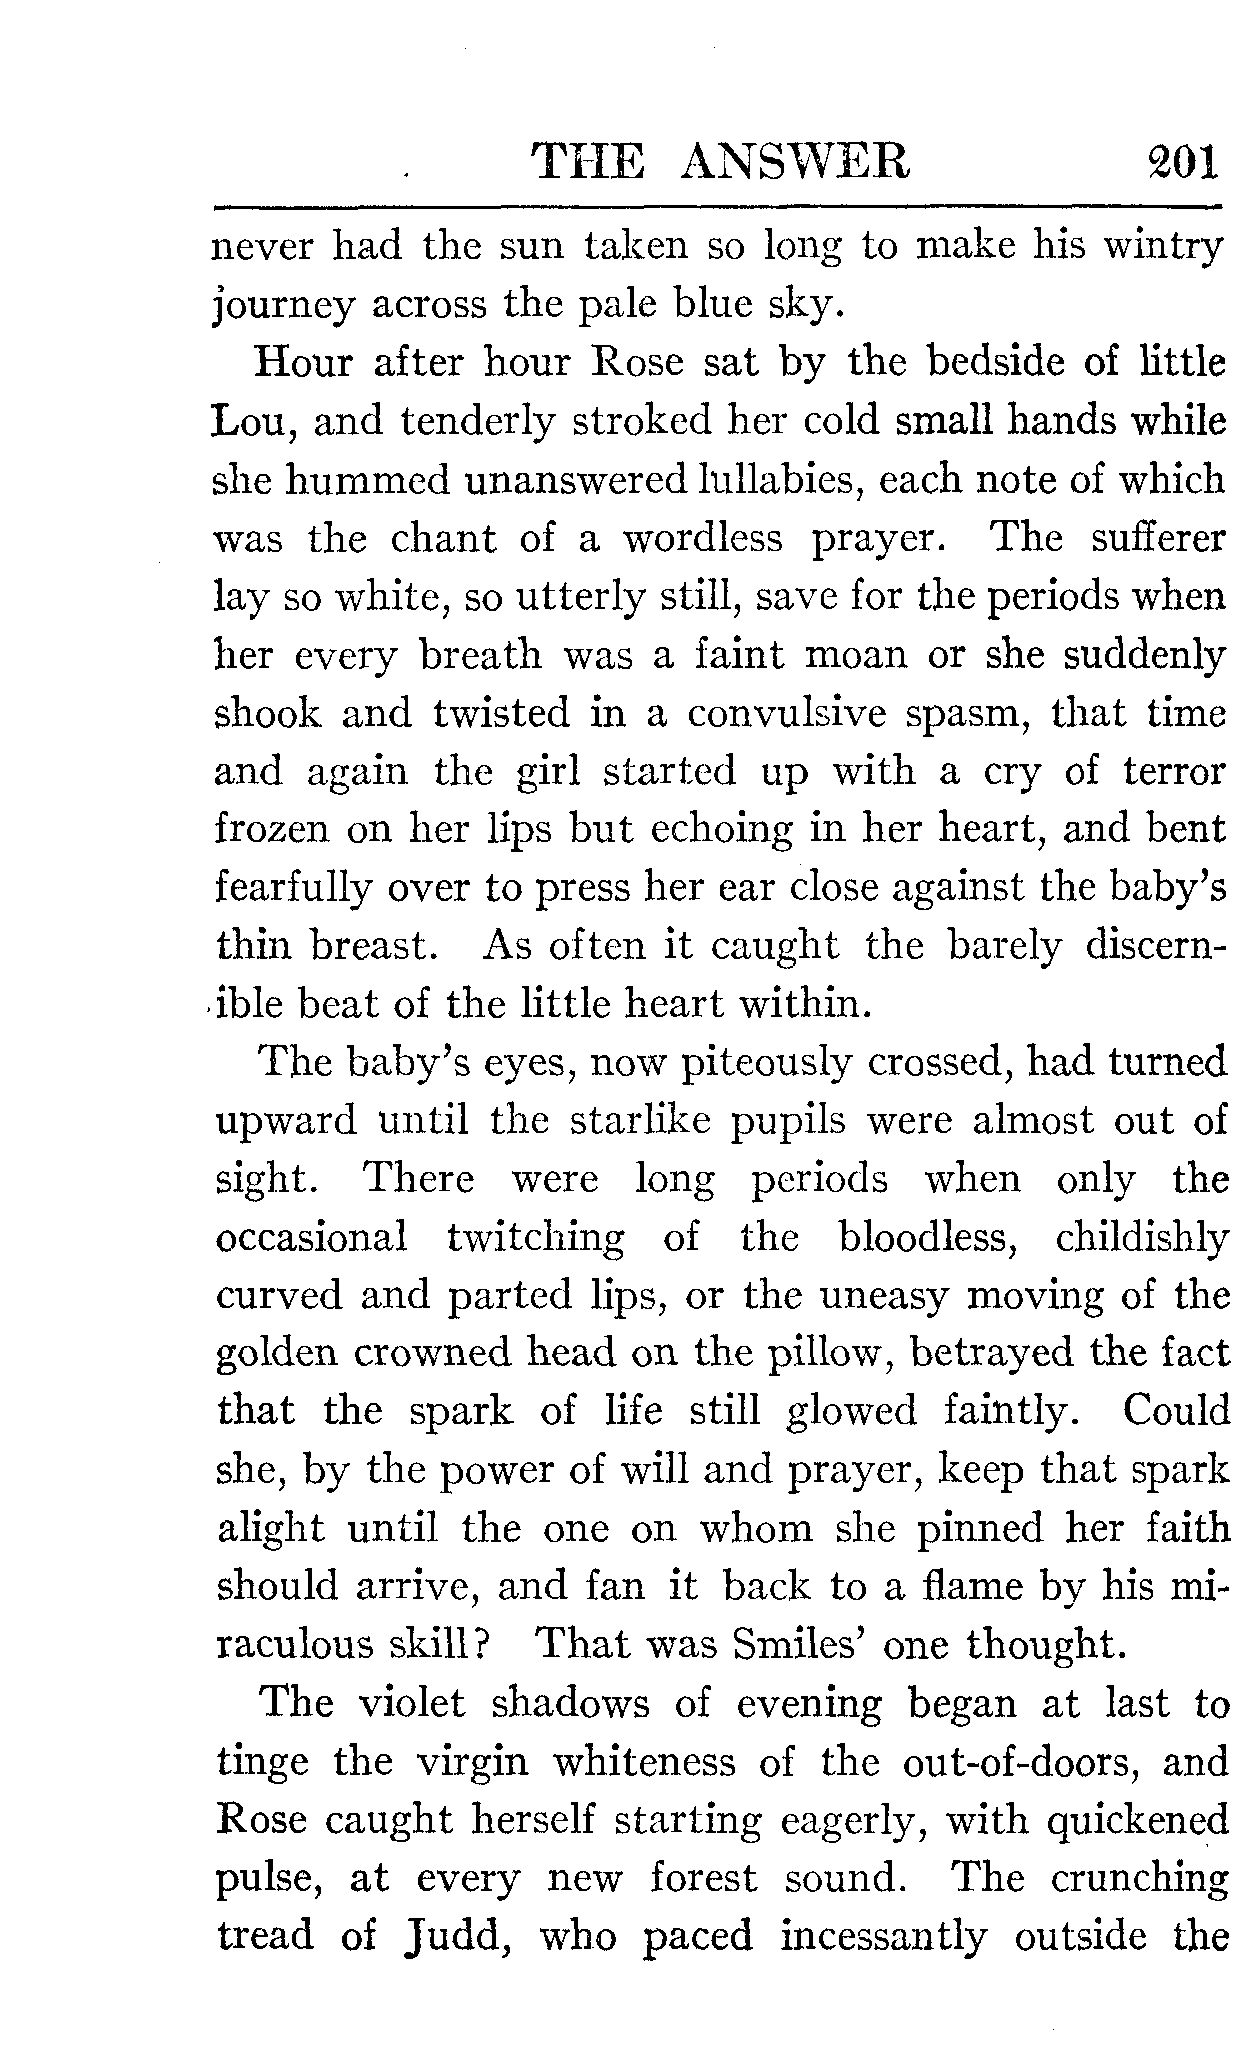 THE ANSWER 201
never had the sun taken so long to make his wintry
journey across the pale blue sky.
Hour after hour Rose sat by the bedside of little
Lou, and tenderly stroked her cold small hands while
she hummed unanswered lullabies, each note of which
was the chant of a wordless prayer. The sufferer
lay so white, so utterly still, save for the periods when
her every breath was a faint moan or she suddenly
shook and twisted in a convulsive spasm, that time
and again the girl started up with a cry of terror
frozen on her lips but echoing in her heart, and bent
fearfully over to press her ear close against the baby's
thin breast. As often it caught the barely discern-
ible beat of the little heart within.
The baby's eyes, now piteously crossed, had turned
upward until the starlike pupils were almost out of
sight. There were long periods when only the
occasional twitching of the bloodless, childishly
curved and parted lips, or the uneasy moving of the
golden crowned head on the pillow, betrayed the fact
that the spark of life still glowed faintly. Could
she, by the power of will and prayer, keep that spark
alight until the one on whom she pinned her faith
should arrive, and fan it back to a flame by his mi-
raculous skill? That was Smiles' one thought.
The violet shadows of evening began at last to
tinge the virgin whiteness of the out-of-doors, and
Rose caught herself starting eagerly, with quickened
pulse, at every new forest sound. The crunching
tread of Judd, who paced incessantly outside the